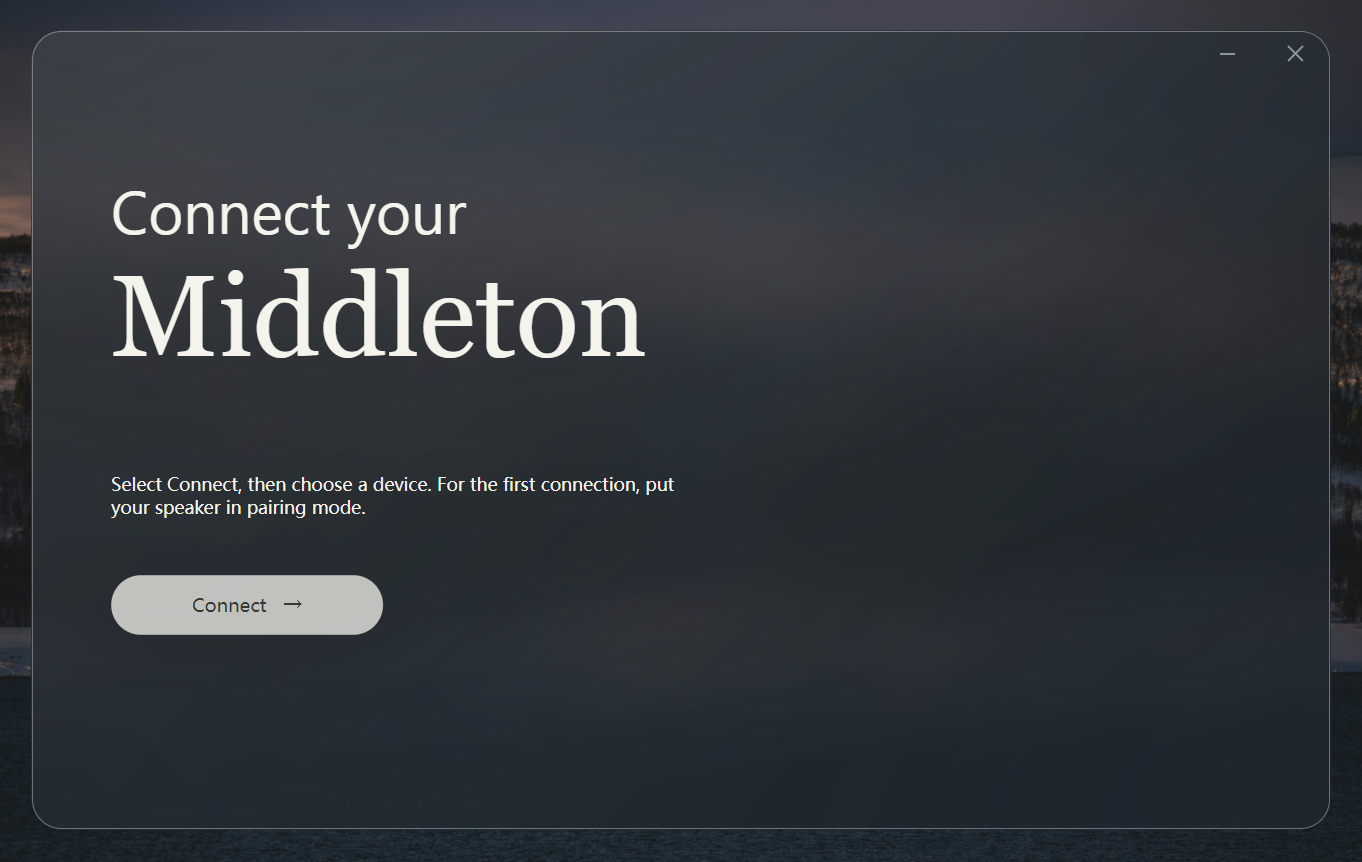 Connect your
Middleton
Select Connect, then choose a device. For the first connection, put
your speaker in pairing mode.
Connect →